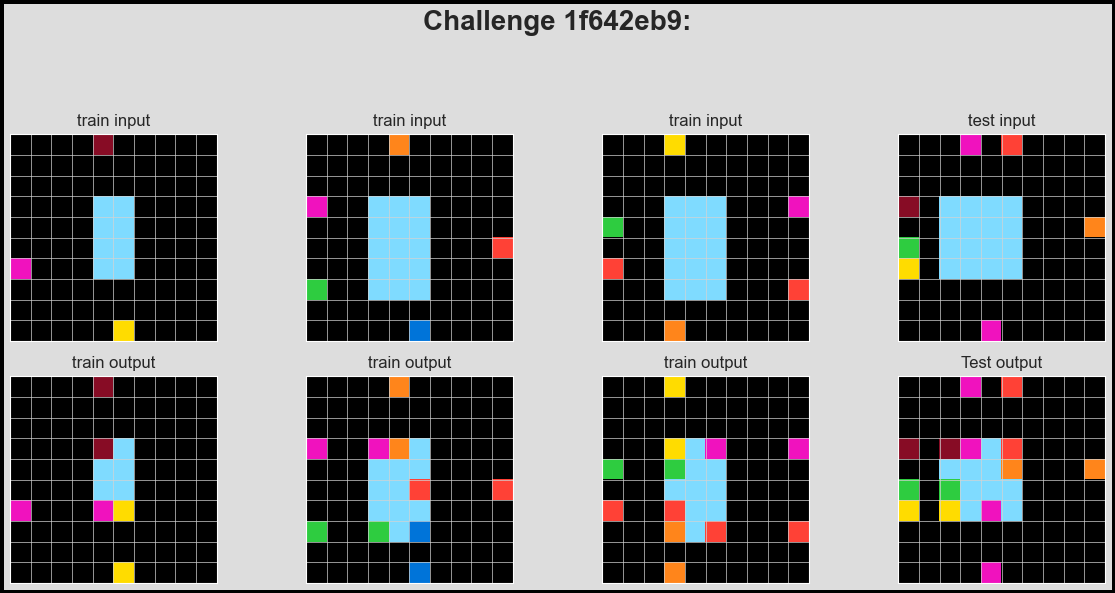 Challenge 1f642eb9:
train input
train input
train input
test input
train output
train output
train output
Test output